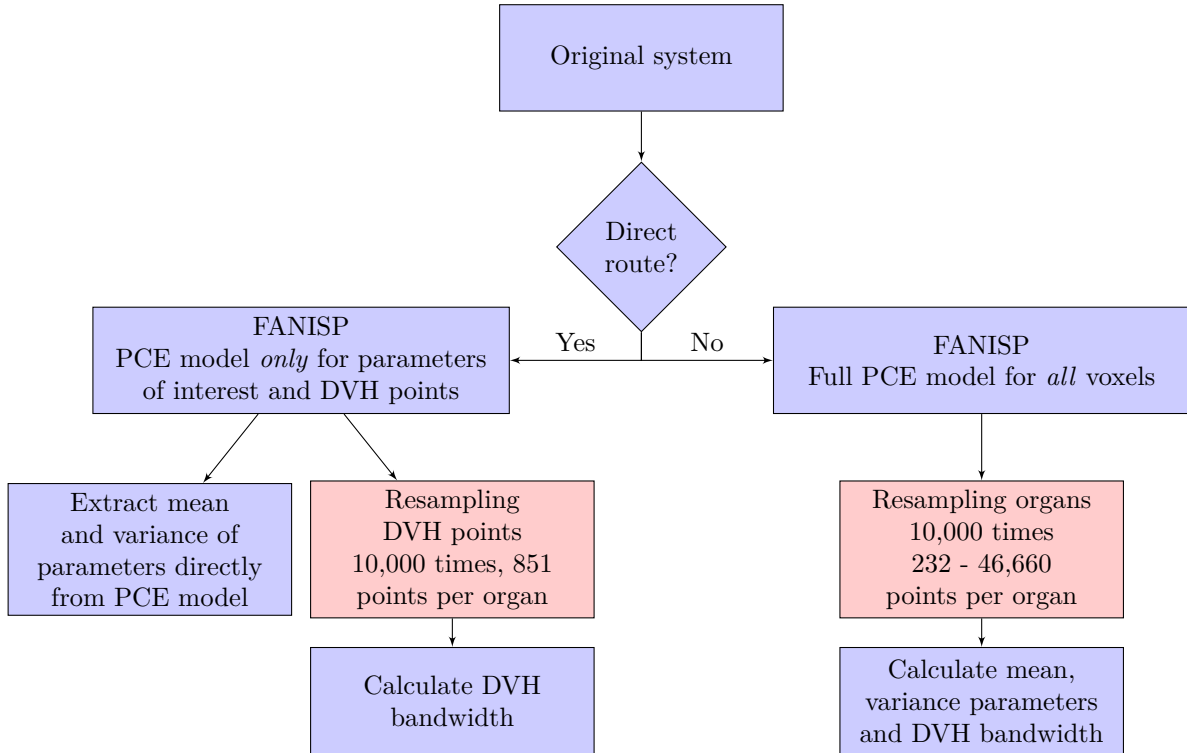 Original system
Direct
route?
Yes
No
FANISP
PCE model only for parameters
of interest and DVH points
FANISP
Full PCE model for all voxels
Extract mean
and variance of
parameters directly
from PCE model
Resampling
DVH points
10,000 times, 851
points per organ
Resampling organs
10,000 times
232 - 46,660
points per organ
Calculate DVH
bandwidth
Calculate mean,
variance parameters
and DVH bandwidth